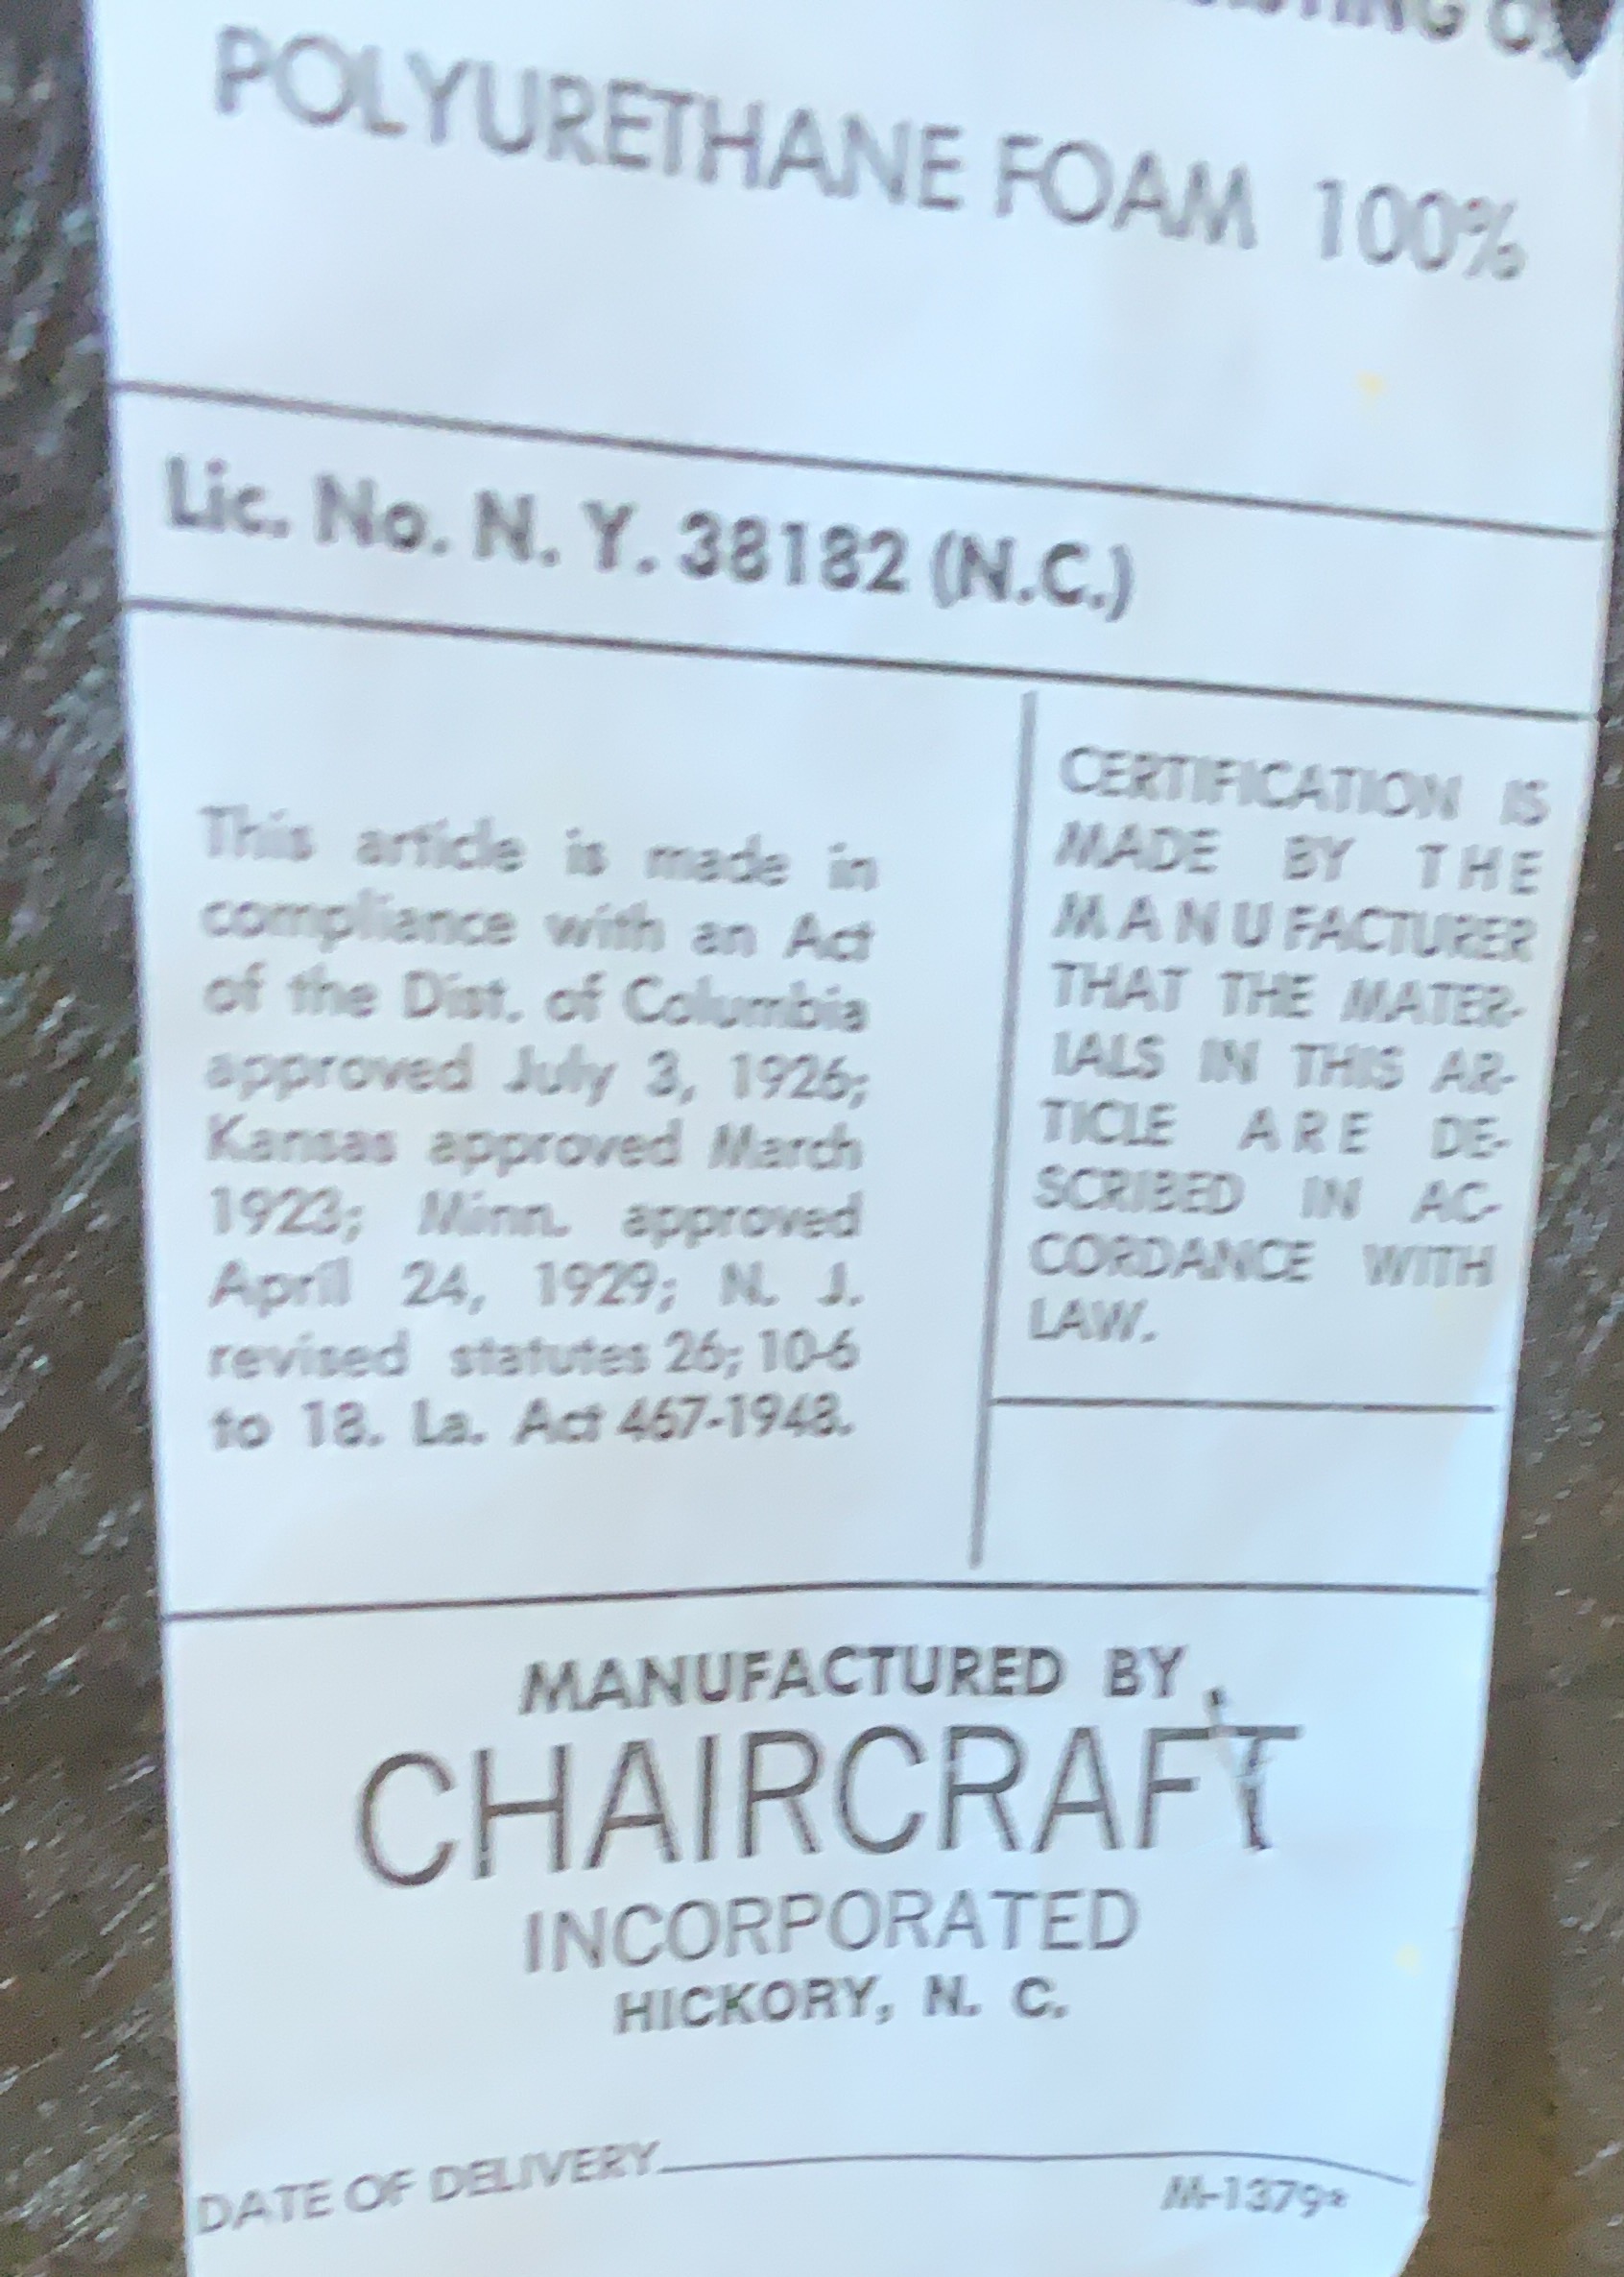 POLYURETHANE FOAM 100%
Lic. No. N. Y. 38182 (N.C.)
This article is made in
compliance with an Act
of the Dist. of Columbia
approved July 3, 1926;
Kansas approved March
1923; Minn. approved
April 24, 1929; N. J.
revised statutes 26; 10-6
to 18. La. Act 467-1948.
CERTIFICATION IS
MADE BY THE
MANUFACTURER
THAT THE MATER-
IALS IN THIS AR-
TICLE ARE DE-
SCRIBED IN AC-
CORDANCE WITH
LAW.
MANUFACTURED BY
CHAIRCRAFT
INCORPORATED
HICKORY, N. C.
DATE OF DELIVERY